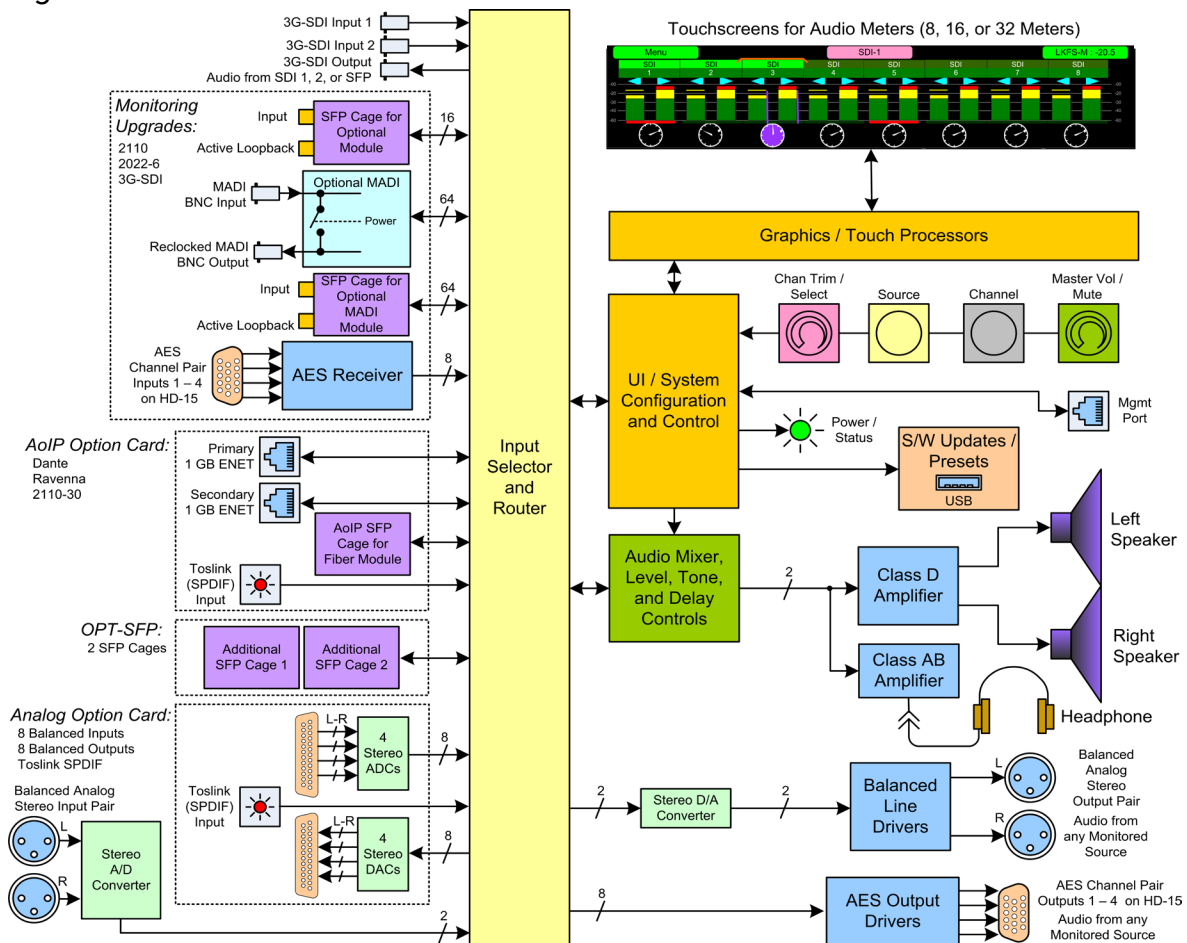 3G-SDI Input 1
3G-SDI Input 2
3G-SDI Output
Audio from SDI 1, 2, or SFP
Monitoring
Upgrades:
2110
2022-6
3G-SDI
Input
Active Loopback
SFP Cage for
Optional
Module
16
MADI
BNC Input
Reclocked MADI
BNC Output
Optional MADI
Power
64
Input
Active Loopback
SFP Cage for
Optional
MADI
Module
64
AES
Channel Pair
Inputs 1 – 4
on HD-15
AES Receiver
8
AoIP Option Card:
Dante
Ravenna
2110-30
Primary
1 GB ENET
Secondary
1 GB ENET
AoIP SFP
Cage for
Fiber Module
Toslink
(SPDIF)
Input
OPT-SFP:
2 SFP Cages
Additional
SFP Cage 1
Additional
SFP Cage 2
Analog Option Card:
8 Balanced Inputs
8 Balanced Outputs
Toslink SPDIF
L-R
4
Stereo
ADCs
8
Toslink
(SPDIF)
Input
L-R
4
Stereo
DACs
8
Balanced Analog
Stereo Input Pair
L
R
Stereo
A/D
Converter
2
Input
Selector
and
Router
Touchscreens for Audio Meters (8, 16, or 32 Meters)
Menu
SDI-1
LKFS-M : -20.5
SDI SDI SDI SDI SDI SDI SDI SDI
1 2 3 4 5 6 7 8
Graphics / Touch Processors
Chan Trim /
Select
Source
Channel
Master Vol /
Mute
UI / System
Configuration
and Control
Mgmt
Port
Power /
Status
S/W Updates /
Presets
USB
Audio Mixer,
Level, Tone,
and Delay
Controls
2
Class D
Amplifier
Left
Speaker
Right
Speaker
Class AB
Amplifier
Headphone
2
Stereo D/A
Converter
2
Balanced
Line
Drivers
L
R
Balanced
Analog
Stereo
Output Pair
Audio from
any Monitored
Source
8
AES Output
Drivers
AES Channel Pair
Outputs 1 – 4 on HD-15
Audio from any
Monitored Source